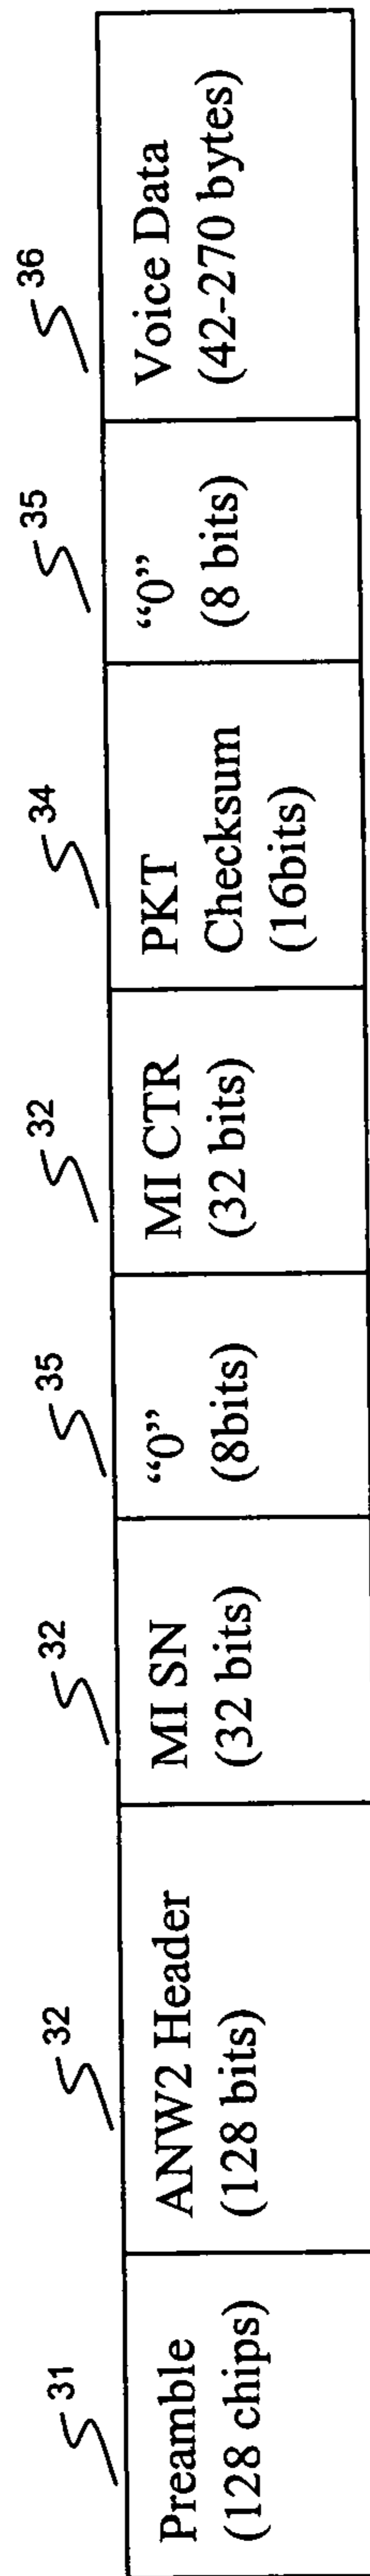 31
32
32
35
32
34
35
36
Preamble
(128 chips)
ANW2 Header
(128 bits)
MI SN
(32 bits)
“0”
(8bits)
MI CTR
(32 bits)
PKT
Checksum
(16bits)
“0”
(8 bits)
Voice Data
(42-270 bytes)